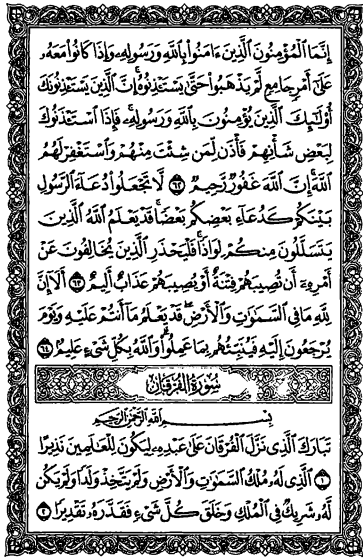 إِنَّمَا ٱلْمُؤْمِنُونَ ٱلَّذِينَ ءَامَنُوا۟ بِٱللَّهِ وَرَسُولِهِۦ وَإِذَا كَانُوا۟ مَعَهُۥ
عَلَىٰٓ أَمْرٍ جَامِعٍ لَّمْ يَذْهَبُوا۟ حَتَّىٰ يَسْتَـْٔذِنُوهُ ۚ إِنَّ ٱلَّذِينَ يَسْتَـْٔذِنُونَكَ
أُو۟لَـٰٓئِكَ ٱلَّذِينَ يُؤْمِنُونَ بِٱللَّهِ وَرَسُولِهِۦ ۚ فَإِذَا ٱسْتَـْٔذَنُوكَ
لِبَعْضِ شَأْنِهِمْ فَأْذَن لِّمَن شِئْتَ مِنْهُمْ وَٱسْتَغْفِرْ لَهُمُ
ٱللَّهَ ۚ إِنَّ ٱللَّهَ غَفُورٌ رَّحِيمٌ ٦٢ لَّا تَجْعَلُوا۟ دُعَآءَ ٱلرَّسُولِ
بَيْنَكُمْ كَدُعَآءِ بَعْضِكُم بَعْضًا ۚ قَدْ يَعْلَمُ ٱللَّهُ ٱلَّذِينَ
يَتَسَلَّلُونَ مِنكُمْ لِوَاذًا ۚ فَلْيَحْذَرِ ٱلَّذِينَ يُخَالِفُونَ عَنْ
أَمْرِهِۦٓ أَن تُصِيبَهُمْ فِتْنَةٌ أَوْ يُصِيبَهُمْ عَذَابٌ أَلِيمٌ ٦٣ أَلَآ إِنَّ
لِلَّهِ مَا فِى ٱلسَّمَـٰوَٰتِ وَٱلْأَرْضِ ۖ قَدْ يَعْلَمُ مَآ أَنتُمْ عَلَيْهِ وَيَوْمَ
يُرْجَعُونَ إِلَيْهِ فَيُنَبِّئُهُم بِمَا عَمِلُوا۟ ۗ وَٱللَّهُ بِكُلِّ شَىْءٍ عَلِيمٌۢ ٦٤
سُورَةُ الْفُرْقَانِ
بِسْمِ ٱللَّهِ ٱلرَّحْمَـٰنِ ٱلرَّحِيمِ
تَبَارَكَ ٱلَّذِى نَزَّلَ ٱلْفُرْقَانَ عَلَىٰ عَبْدِهِۦ لِيَكُونَ لِلْعَـٰلَمِينَ نَذِيرًا
١ ٱلَّذِى لَهُۥ مُلْكُ ٱلسَّمَـٰوَٰتِ وَٱلْأَرْضِ وَلَمْ يَتَّخِذْ وَلَدًا وَلَمْ يَكُن
لَّهُۥ شَرِيكٌ فِى ٱلْمُلْكِ وَخَلَقَ كُلَّ شَىْءٍ فَقَدَّرَهُۥ تَقْدِيرًا ٢